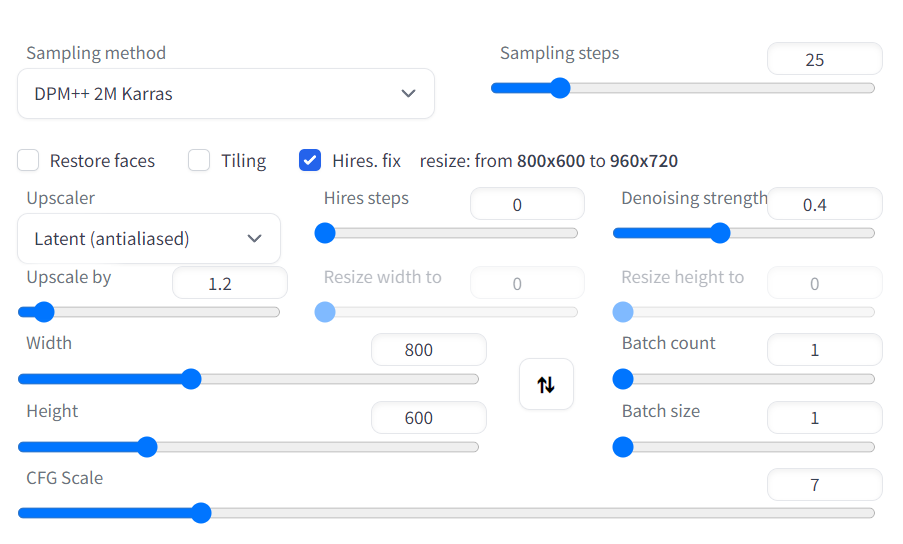 Sampling method
Sampling steps
25
DPM++ 2M Karras
Restore faces
Tiling
Hires. fix
resize: from 800x600 to 960x720
Upscaler
Hires steps
0
Denoising strength
0.4
Latent (antialiased)
Upscale by
1.2
Resize width to
0
Resize height to
0
Width
800
Batch count
1
Height
600
Batch size
1
CFG Scale
7